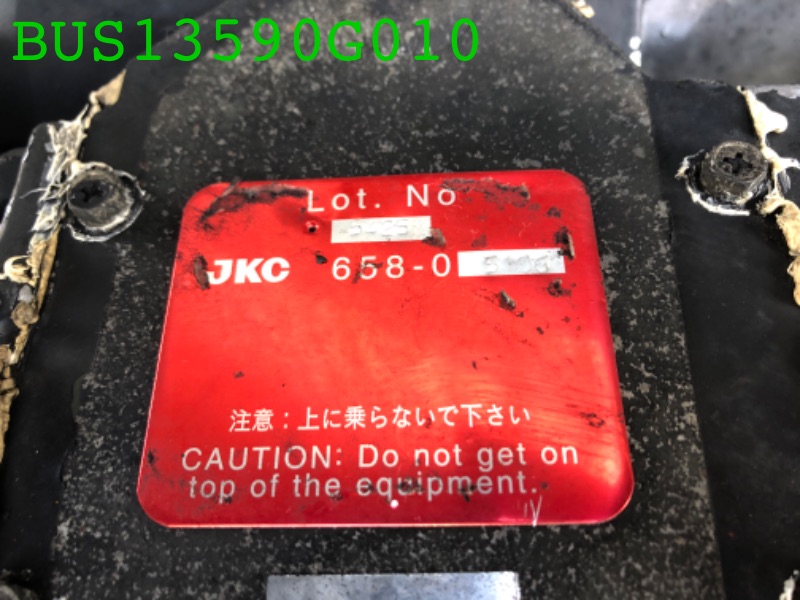 BUS13590G010
Lot. No
JKC 658-0
注意：上に乗らないで下さい
CAUTION: Do not get on
top of the equipment.